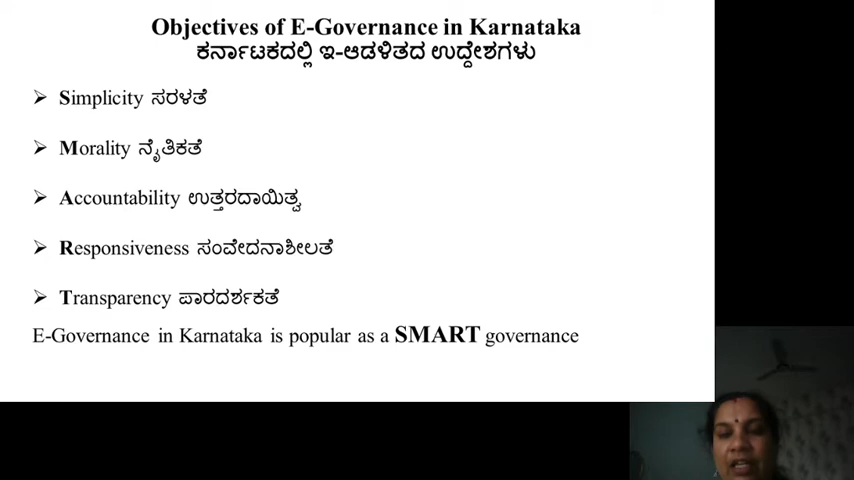 Objectives of E-Governance in Karnataka
ಕರ್ನಾಟಕದಲ್ಲಿ ಇ-ಆಡಳಿತದ ಉದ್ದೇಶಗಳು
➢ Simplicity ಸರಳತೆ
➢ Morality ನೈತಿಕತೆ
➢ Accountability ಉತ್ತರದಾಯಿತ್ವ
➢ Responsiveness ಸಂವೇದನಾಶೀಲತೆ
➢ Transparency ಪಾರದರ್ಶಕತೆ
E-Governance in Karnataka is popular as a SMART governance